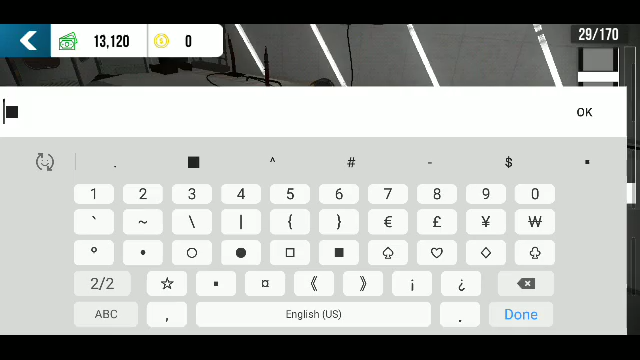 13,120 0 29/170
■ OK
. ■ ^ # - $ ▪
1 2 3 4 5 6 7 8 9 0
` ~ \ | { } € £ ¥ ₩
° • ○ ● □ ■ ♤ ♡ ◇ ♧
2/2 ☆ ▪ ¤ 《 》 ¡ ¿
ABC , English (US) . Done